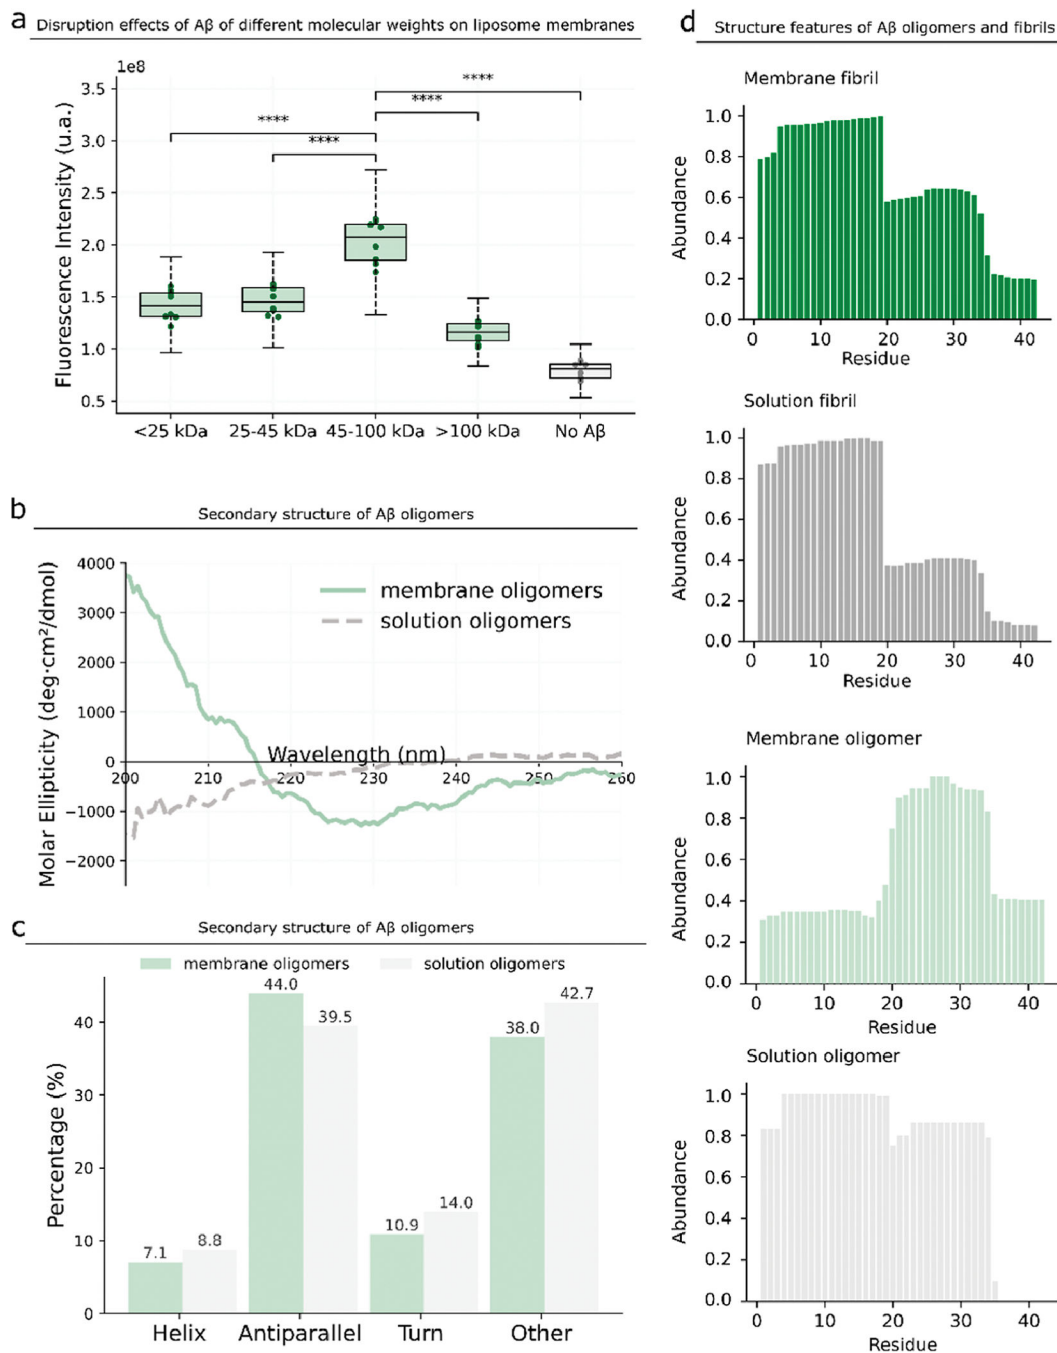 a
Disruption effects of Aβ of different molecular weights on liposome membranes
1e8
3.5
3.0
2.5
2.0
1.5
1.0
0.5
Fluorescence Intensity (u.a.)
****
****
****
****
<25 kDa 25-45 kDa 45-100 kDa >100 kDa No Aβ
b
Secondary structure of Aβ oligomers
4000
3000
2000
1000
0
−1000
−2000
Molar Ellipticity (deg·cm²/dmol)
membrane oligomers
solution oligomers
Wavelength (nm)
200 210 220 230 240 250 260
c
Secondary structure of Aβ oligomers
membrane oligomers solution oligomers
40
30
20
10
0
Percentage (%)
7.1 8.8 44.0 39.5 10.9 14.0 38.0 42.7
Helix Antiparallel Turn Other
d
Structure features of Aβ oligomers and fibrils
Membrane fibril
1.0
0.8
0.6
0.4
0.2
0.0
Abundance
0 10 20 30 40
Residue
Solution fibril
1.0
0.8
0.6
0.4
0.2
0.0
Abundance
0 10 20 30 40
Residue
Membrane oligomer
1.0
0.8
0.6
0.4
0.2
0.0
Abundance
0 10 20 30 40
Residue
Solution oligomer
1.0
0.8
0.6
0.4
0.2
0.0
Abundance
0 10 20 30 40
Residue